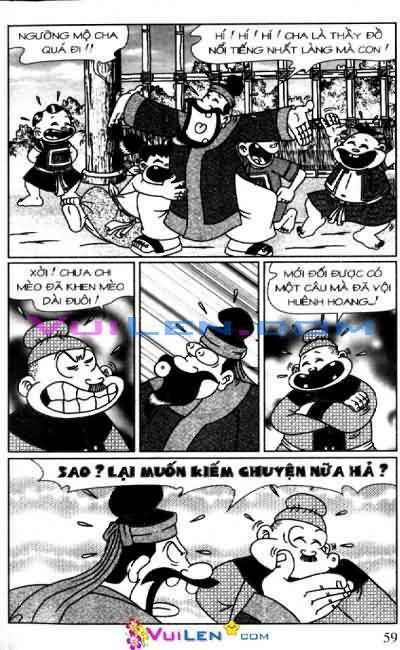 NGƯỠNG MỘ CHA
QUÁ ĐI !!
HÍ ! HÍ ! HÍ ! CHA LÀ THẦY ĐỒ
NỔI TIẾNG NHẤT LÀNG MÀ CON !
XỜI ! CHƯA CHI
MÈO ĐÃ KHEN MÈO
DÀI ĐUÔI !
MỚI ĐỐI ĐƯỢC CÓ
MỘT CÂU MÀ ĐÃ VỘI
HUÊNH HOANG...!
VUILEN.COM
SAO ? LẠI MUỐN KIẾM CHUYỆN NỮA HẢ ?
59
VUILEN.COM